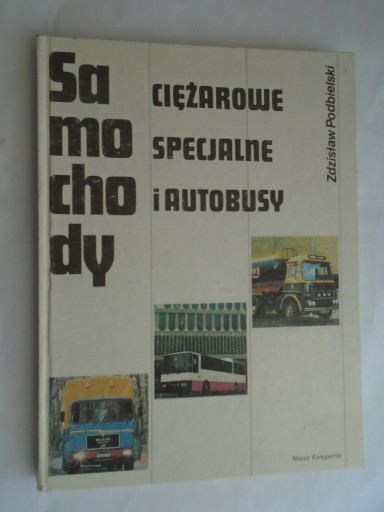 Sa
mo
cho
dy
CIĘŻAROWE
SPECJALNE
i AUTOBUSY
Zdzisław Podbielski
Nasza Księgarnia